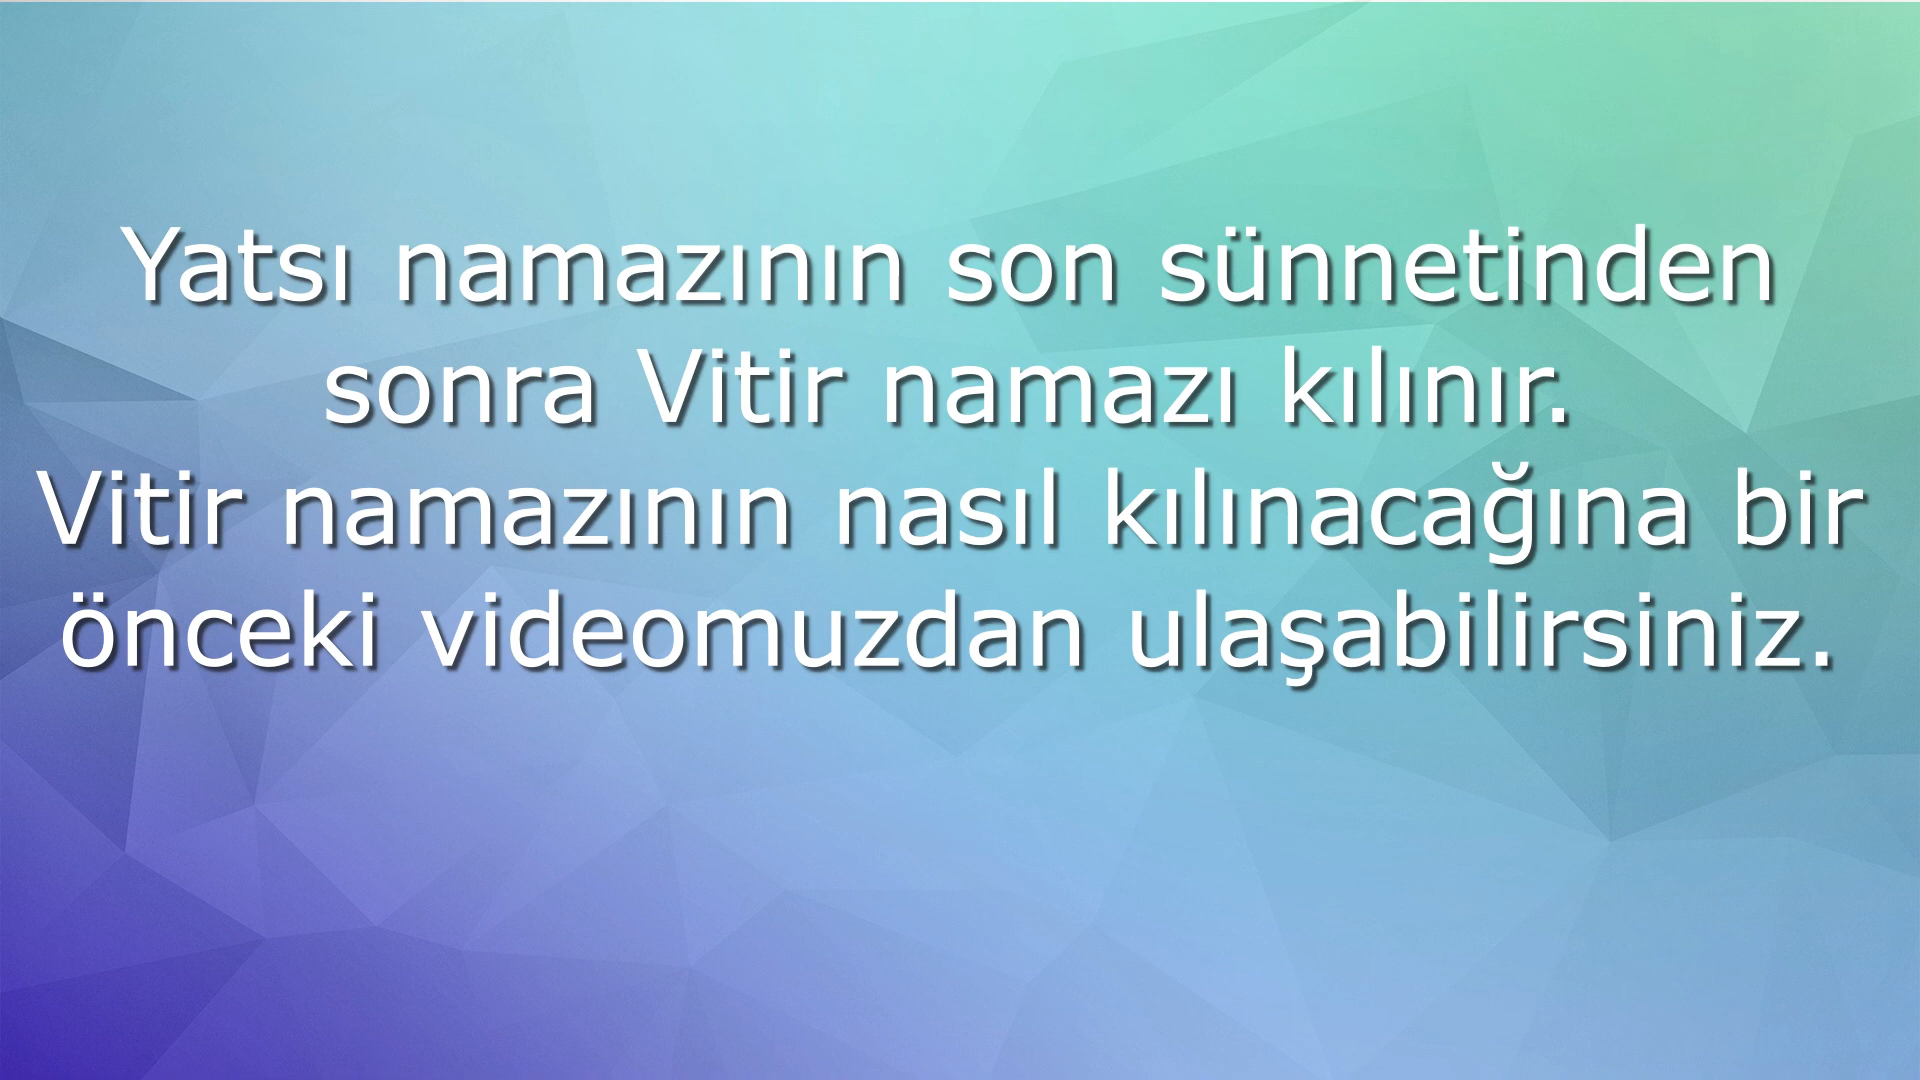 Yatsı namazının son sünnetinden
sonra Vitir namazı kılınır.
Vitir namazının nasıl kılınacağına bir
önceki videomuzdan ulaşabilirsiniz.